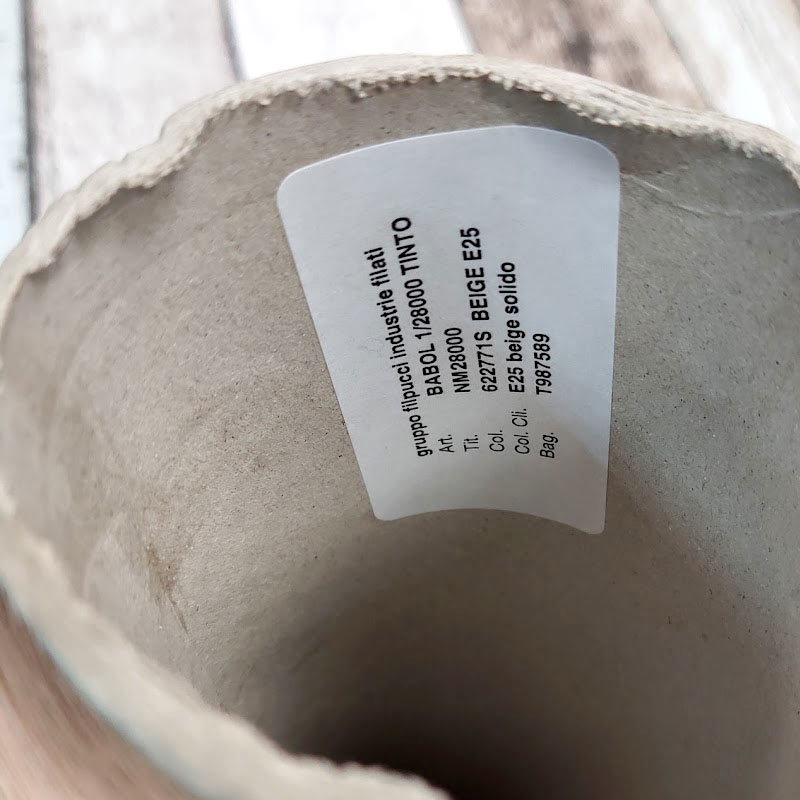 gruppo filpucci industrie filati
Art. BABOL 1/28000 TINTO
Tit. NM28000
Col. 622771S BEIGE E25
Col. Cli. E25 beige solido
Bag. T987589